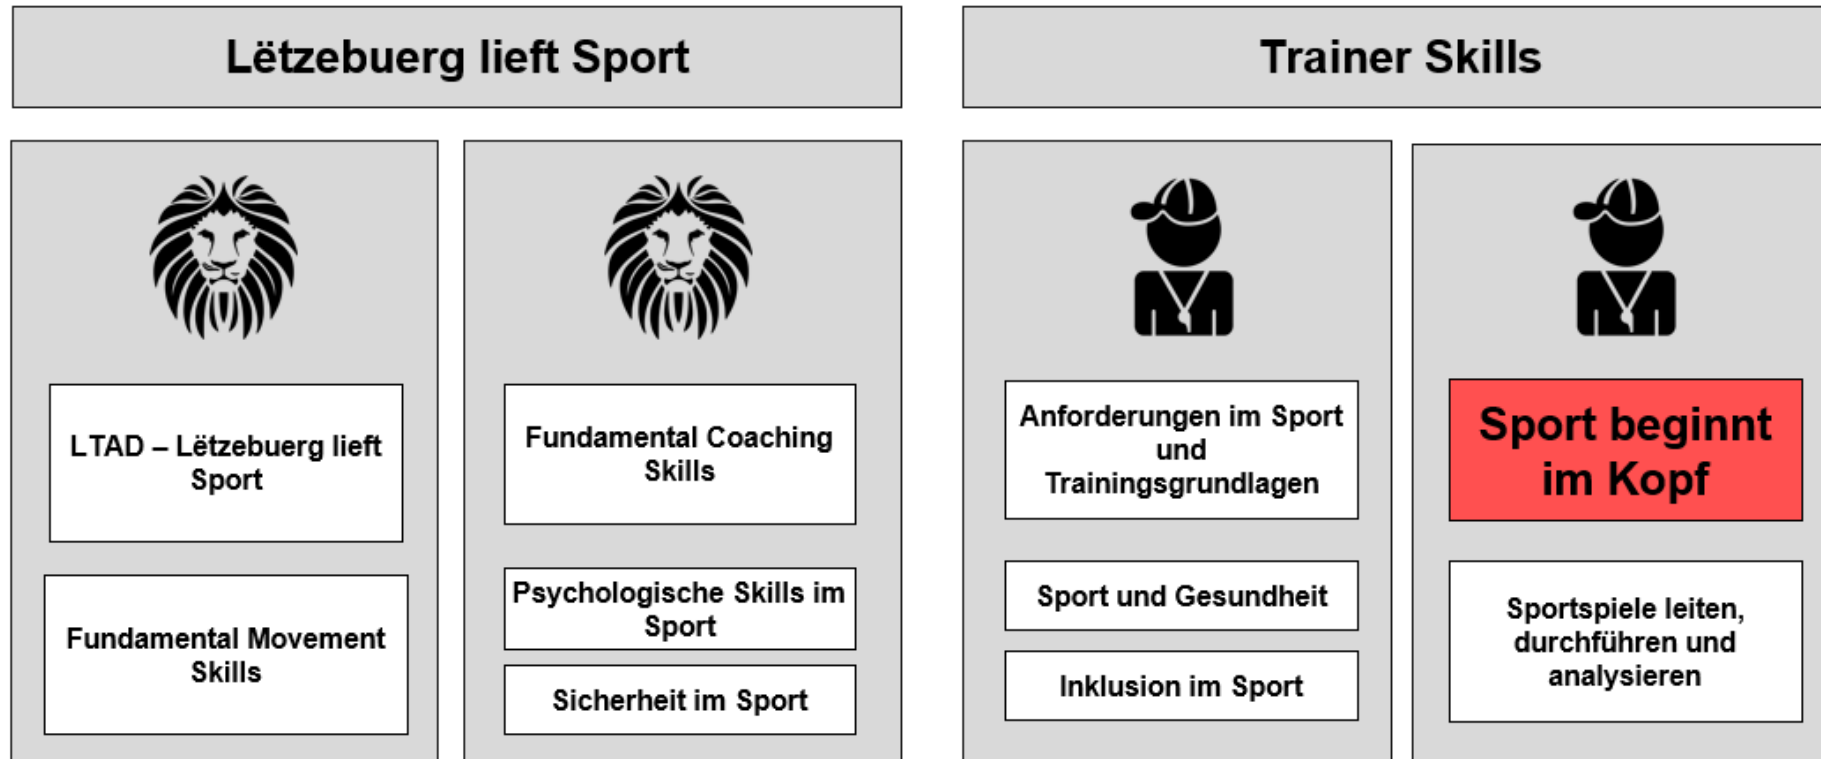 Lëtzebuerg lieft Sport
LTAD – Lëtzebuerg lieft
Sport
Fundamental Movement
Skills
Fundamental Coaching
Skills
Psychologische Skills im
Sport
Sicherheit im Sport
Trainer Skills
Anforderungen im Sport
und
Trainingsgrundlagen
Sport und Gesundheit
Inklusion im Sport
Sport beginnt
im Kopf
Sportspiele leiten,
durchführen und
analysieren